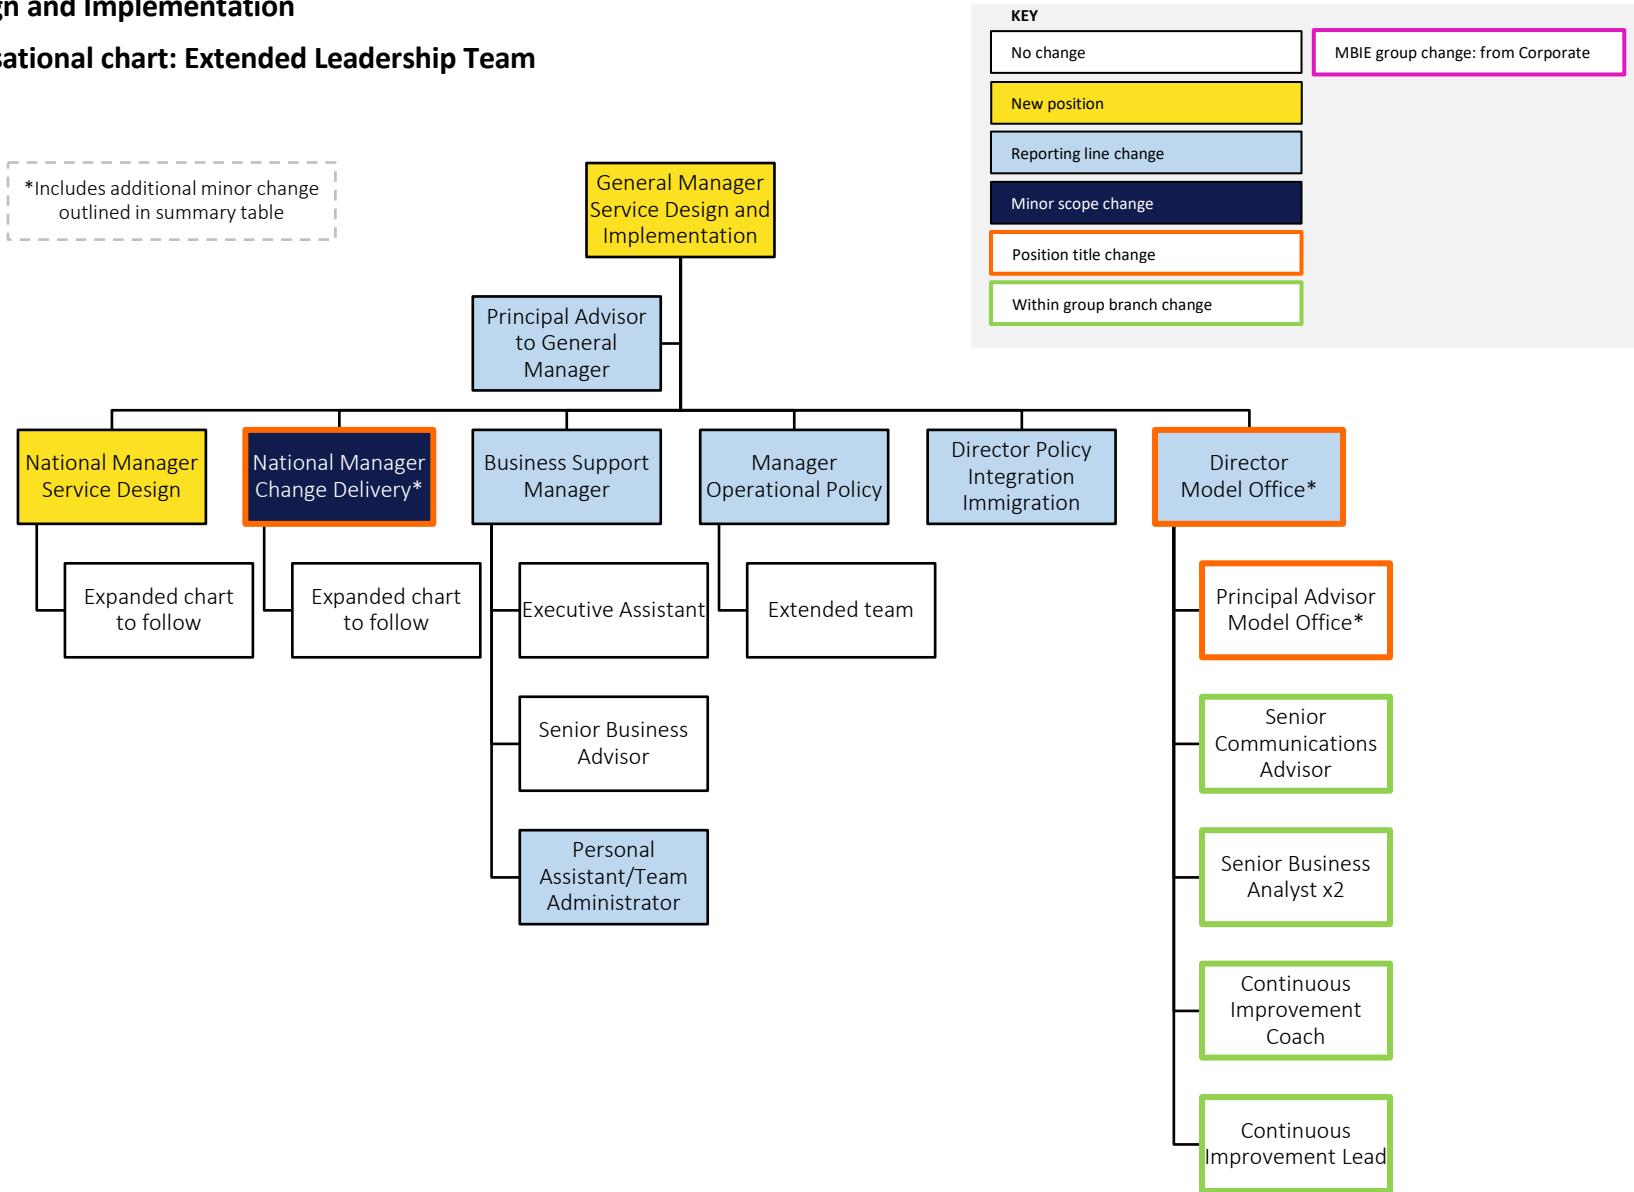 and Implementation
chart: Extended Leadership Team
KEY
No change
MBIE group change: from Corporate
New position
Reporting line change
Minor scope change
Position title change
Within group branch change
*Includes additional minor change
outlined in summary table
General Manager
Service Design and
Implementation
Principal Advisor
to General
Manager
National Manager
Service Design
National Manager
Change Delivery*
Business Support
Manager
Manager
Operational Policy
Director Policy
Integration
Immigration
Director
Model Office*
Expanded chart
to follow
Expanded chart
to follow
Executive Assistant
Extended team
Principal Advisor
Model Office*
Senior Business
Advisor
Senior
Communications
Advisor
Personal
Assistant/Team
Administrator
Senior Business
Analyst x2
Continuous
Improvement
Coach
Continuous
Improvement Lead